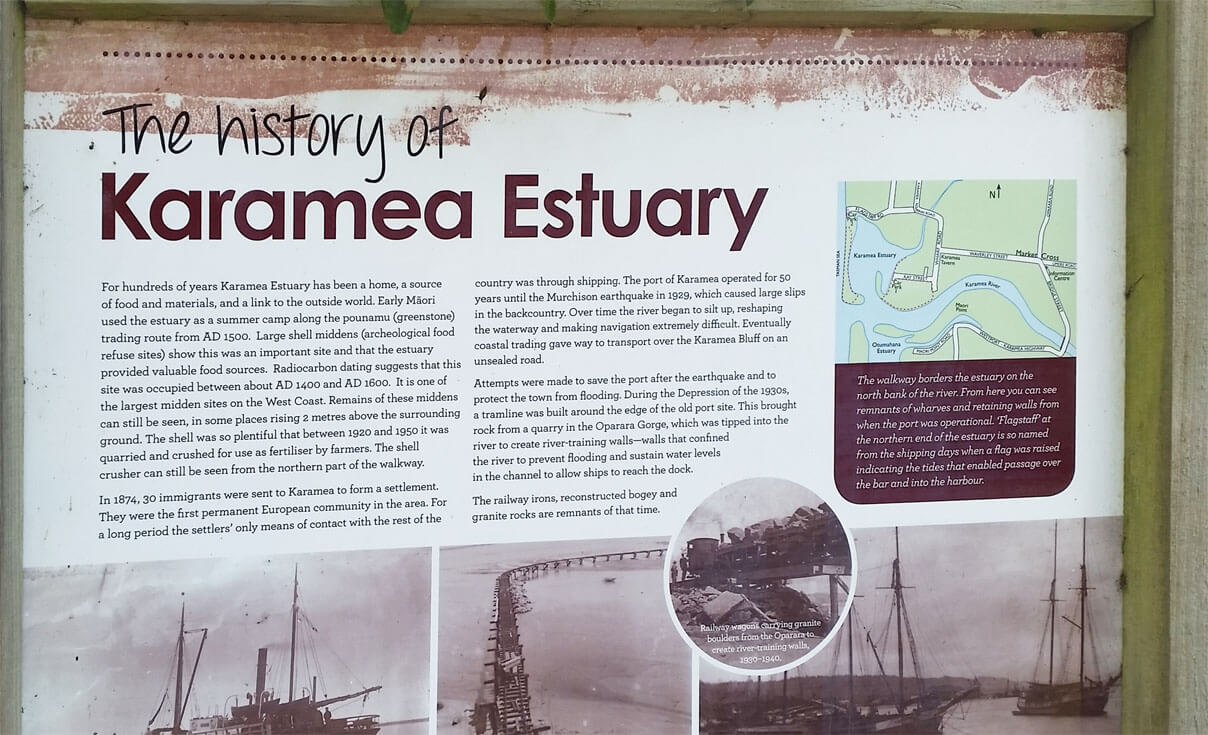 The history of
Karamea Estuary
For hundreds of years Karamea Estuary has been a home, a source
of food and materials, and a link to the outside world. Early Māori
used the estuary as a summer camp along the pounamu (greenstone)
trading route from AD 1500. Large shell middens (archeological food
refuse sites) show this was an important site and that the estuary
provided valuable food sources. Radiocarbon dating suggests that this
site was occupied between about AD 1400 and AD 1600. It is one of
the largest midden sites on the West Coast. Remains of these middens
can still be seen, in some places rising 2 metres above the surrounding
ground. The shell was so plentiful that between 1920 and 1950 it was
quarried and crushed for use as fertiliser by farmers. The shell
crusher can still be seen from the northern part of the walkway.
In 1874, 30 immigrants were sent to Karamea to form a settlement.
They were the first permanent European community in the area. For
a long period the settlers' only means of contact with the rest of the
country was through shipping. The port of Karamea operated for 50
years until the Murchison earthquake in 1929, which caused large slips
in the backcountry. Over time the river began to silt up, reshaping
the waterway and making navigation extremely difficult. Eventually
coastal trading gave way to transport over the Karamea Bluff on an
unsealed road.
Attempts were made to save the port after the earthquake and to
protect the town from flooding. During the Depression of the 1930s,
a tramline was built around the edge of the old port site. This brought
rock from a quarry in the Oparara Gorge, which was tipped into the
river to create river-training walls—walls that confined
the river to prevent flooding and sustain water levels
in the channel to allow ships to reach the dock.
The railway irons, reconstructed bogey and
granite rocks are remnants of that time.
N
FLAGSTAFF RD
TASMAN SEA
Karamea Estuary
Karamea
Tavern
WAVERLEY STREET
Market Cross
Information
Centre
Karamea River
Maori
Point
Otumahana
Estuary
MAORI POINT ROAD
KARAMEA HIGHWAY
The walkway borders the estuary on the
north bank of the river. From here you can see
remnants of wharves and retaining walls from
when the port was operational. 'Flagstaff' at
the northern end of the estuary is so named
from the shipping days when a flag was raised
indicating the tides that enabled passage over
the bar and into the harbour.
Railway wagons carrying granite
boulders from the Oparara to
create river-training walls,
1930–1940.